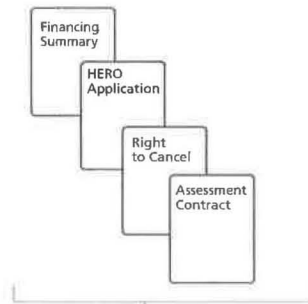 Financing
Summary
HERO
Application
Right
to Cancel
Assessment
Contract